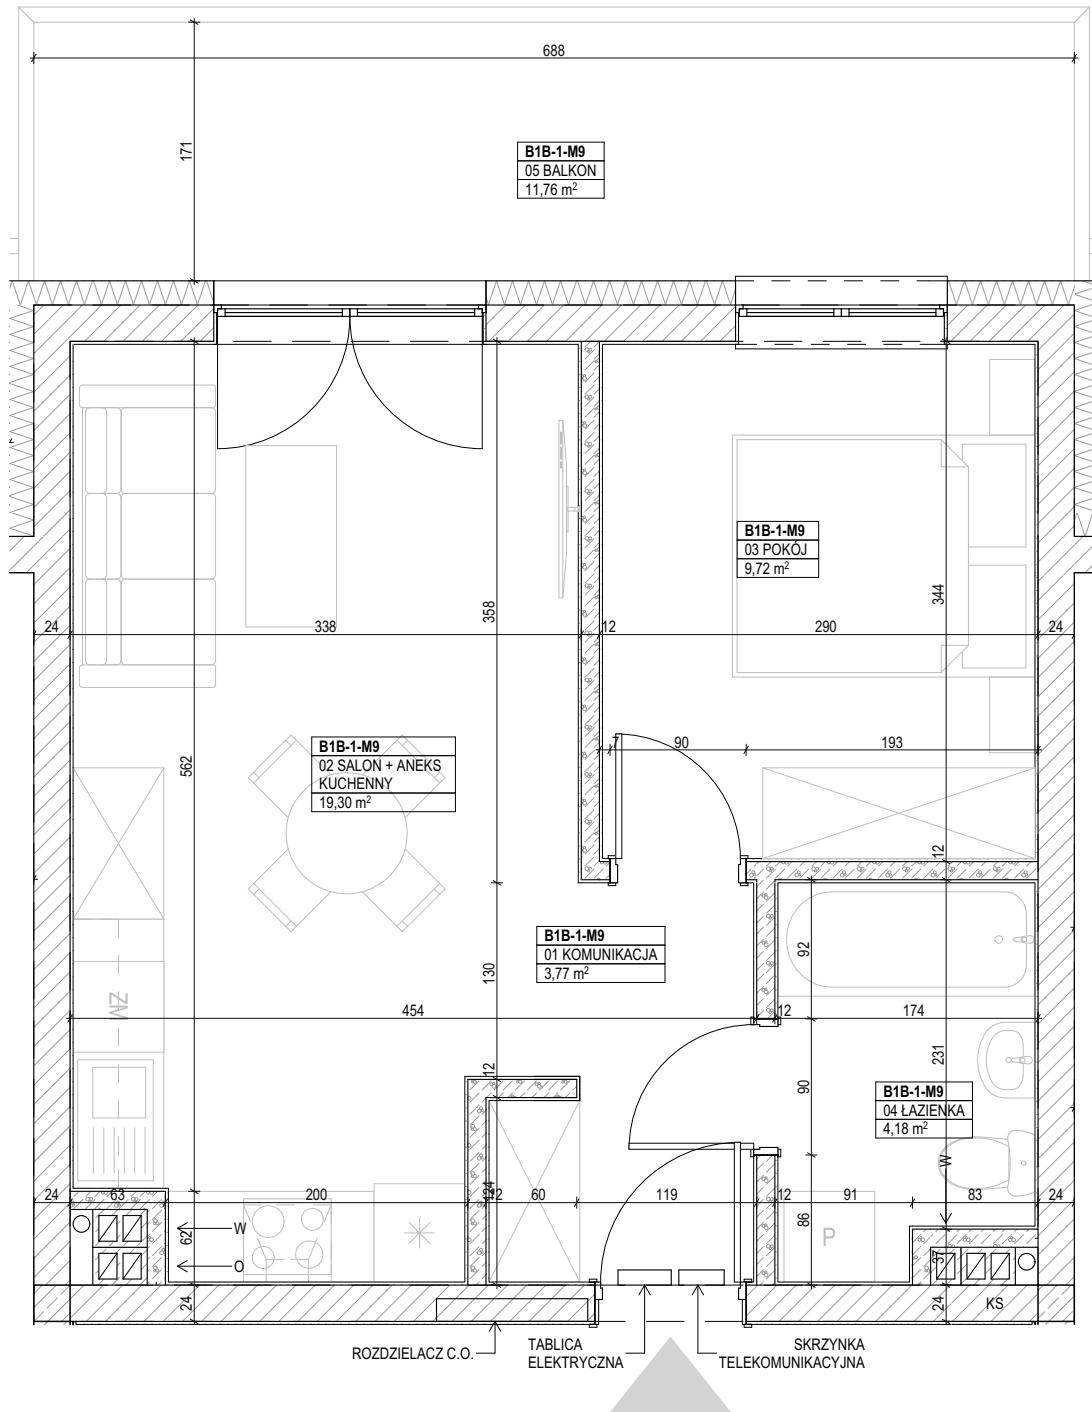 688
171
B1B-1-M9
05 BALKON
11,76 m²
B1B-1-M9
03 POKÓJ
9,72 m²
344
358
24
338
12
290
24
7
90
193
B1B-1-M9
02 SALON + ANEKS
KUCHENNY
19,30 m²
562
12
B1B-1-M9
01 KOMUNIKACJA
3,77 m²
92
130
ZM
454
12
174
231
12
90
B1B-1-M9
04 ŁAZIENKA
4,18 m²
W
24
63
200
12
124
60
119
12
91
83
24
86
62
W
O
P
37
24
24
KS
ROZDZIELACZ C.O.
TABLICA
ELEKTRYCZNA
SKRZYNKA
TELEKOMUNIKACYJNA